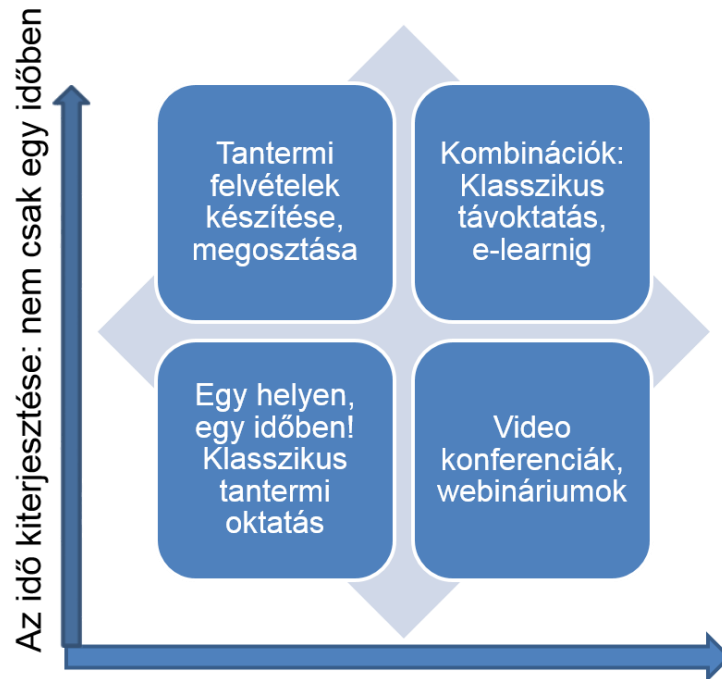 Az idő kiterjesztése: nem csak egy időben
Tantermi
felvételek
készítése,
megosztása
Kombinációk:
Klasszikus
távoktatás,
e-learnig
Egy helyen,
egy időben!
Klasszikus
tantermi
oktatás
Video
konferenciák,
webináriumok